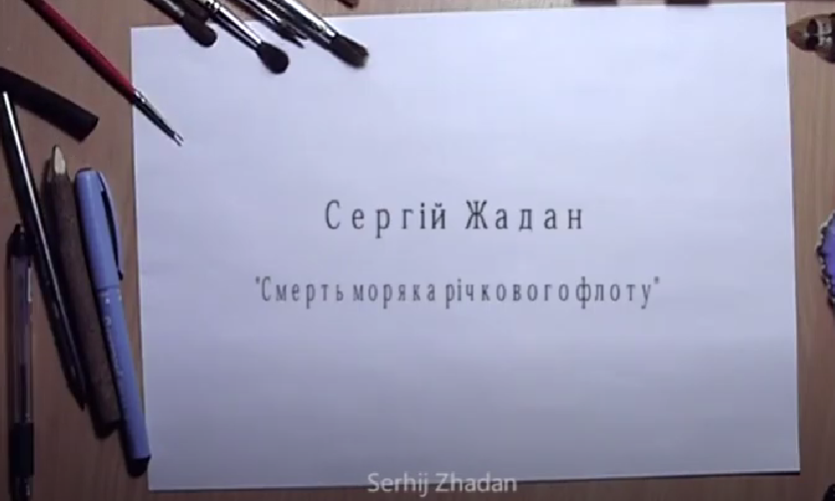 Сергій Жадан
"Смерть моряка річкового флоту"
Serhij Zhadan